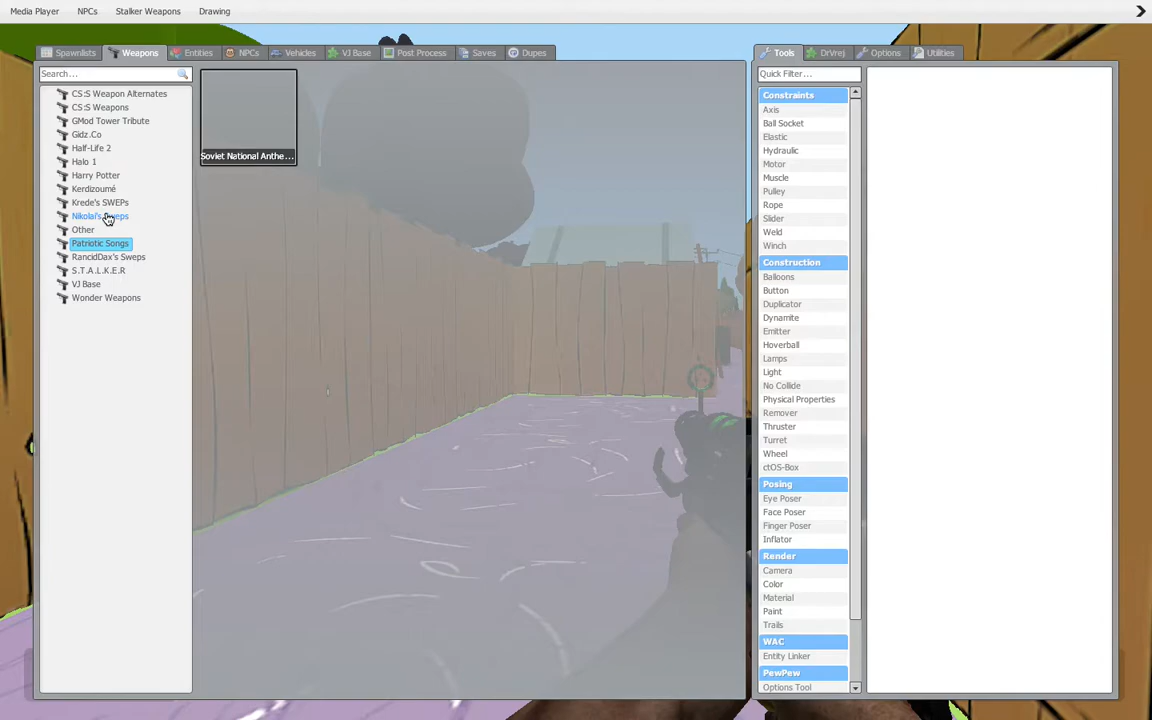 Media Player NPCs Stalker Weapons Drawing
Spawnlists Weapons Entities NPCs Vehicles VJ Base Post Process Saves Dupes
Tools DrVrej Options Utilities
Search...
CS:S Weapon Alternates
CS:S Weapons
GMod Tower Tribute
Gidz.Co
Half-Life 2
Halo 1
Harry Potter
Kerdizoumé
Krede's SWEPs
Nikolai's Sweps
Other
Patriotic Songs
RancidDax's Sweps
S.T.A.L.K.E.R
VJ Base
Wonder Weapons
Soviet National Anthe...
Quick Filter...
Constraints
Axis
Ball Socket
Elastic
Hydraulic
Motor
Muscle
Pulley
Rope
Slider
Weld
Winch
Construction
Balloons
Button
Duplicator
Dynamite
Emitter
Hoverball
Lamps
Light
No Collide
Physical Properties
Remover
Thruster
Turret
Wheel
ctOS-Box
Posing
Eye Poser
Face Poser
Finger Poser
Inflator
Render
Camera
Color
Material
Paint
Trails
WAC
Entity Linker
PewPew
Options Tool